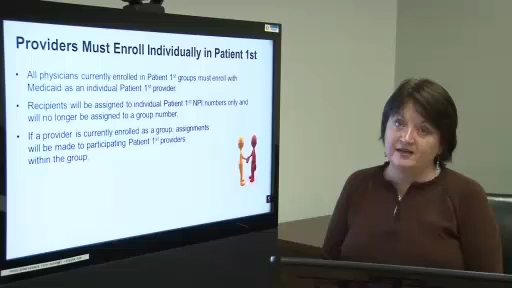 Providers Must Enroll Individually in Patient 1st
• All physicians currently enrolled in Patient 1st groups must enroll with
Medicaid as an individual Patient 1st provider.
• Recipients will be assigned to individual Patient 1st NPI numbers only and
will no longer be assigned to a group number.
• If a provider is currently enrolled as a group, assignments
will be made to participating Patient 1st providers
within the group.